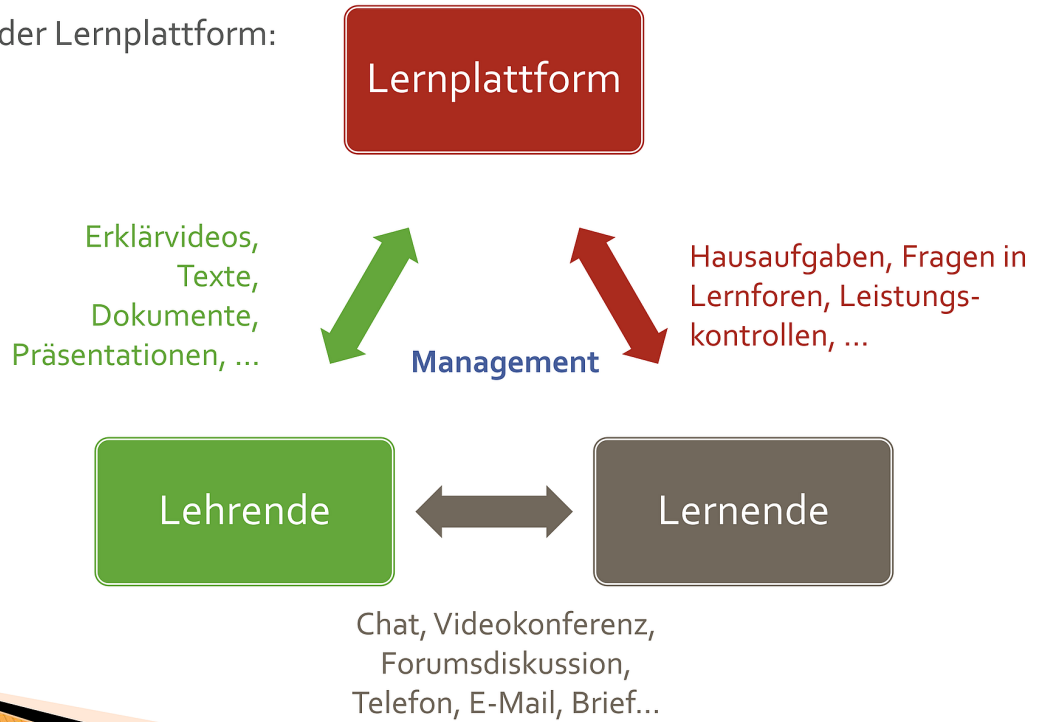 der Lernplattform:
Lernplattform
Erklärvideos,
Texte,
Dokumente,
Präsentationen, ...
Hausaufgaben, Fragen in
Lernforen, Leistungs-
kontrollen, ...
Management
Lehrende
Lernende
Chat, Videokonferenz,
Forumsdiskussion,
Telefon, E-Mail, Brief...